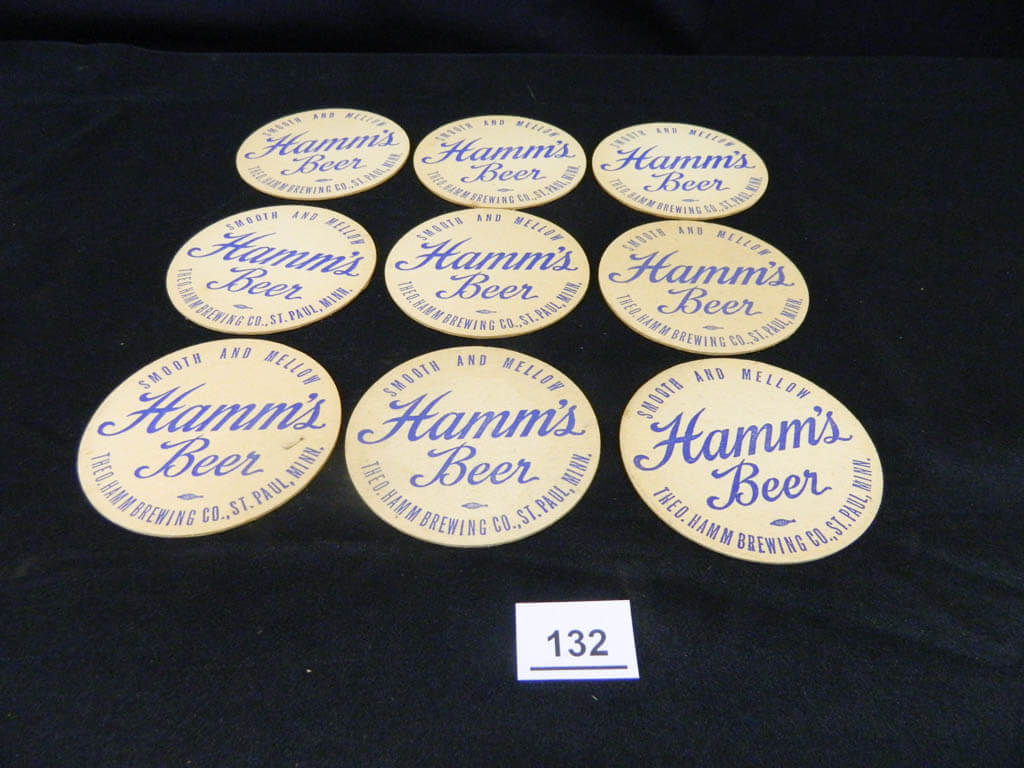 SMOOTH AND MELLOW
Hamm's
Beer
THEO. HAMM BREWING CO., ST. PAUL, MINN.
SMOOTH AND MELLOW
Hamm's
Beer
THEO. HAMM BREWING CO., ST. PAUL, MINN.
SMOOTH AND MELLOW
Hamm's
Beer
THEO. HAMM BREWING CO., ST. PAUL, MINN.
SMOOTH AND MELLOW
Hamm's
Beer
THEO. HAMM BREWING CO., ST. PAUL, MINN.
SMOOTH AND MELLOW
Hamm's
Beer
THEO. HAMM BREWING CO., ST. PAUL, MINN.
SMOOTH AND MELLOW
Hamm's
Beer
THEO. HAMM BREWING CO., ST. PAUL, MINN.
SMOOTH AND MELLOW
Hamm's
Beer
THEO. HAMM BREWING CO., ST. PAUL, MINN.
SMOOTH AND MELLOW
Hamm's
Beer
THEO. HAMM BREWING CO., ST. PAUL, MINN.
SMOOTH AND MELLOW
Hamm's
Beer
THEO. HAMM BREWING CO., ST. PAUL, MINN.
132